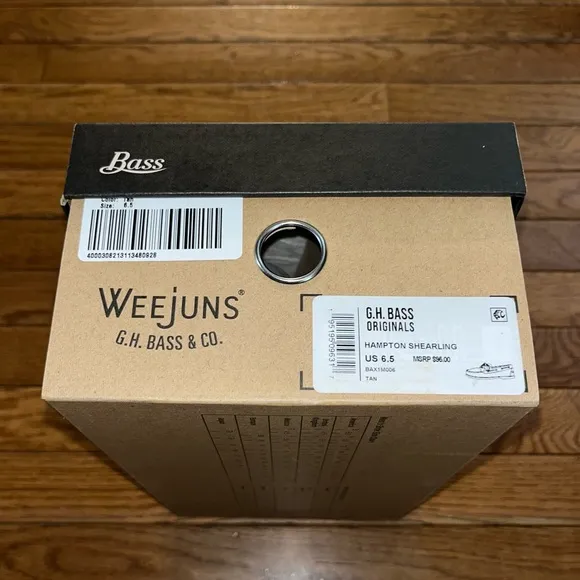 Bass
Color: Tan
Size: 6.5
4000308213113480928
WEEJUNS®
G.H. BASS & CO.
G.H. BASS
ORIGINALS
HAMPTON SHEARLING
US 6.5 MSRP $96.00
BAX1M006
TAN